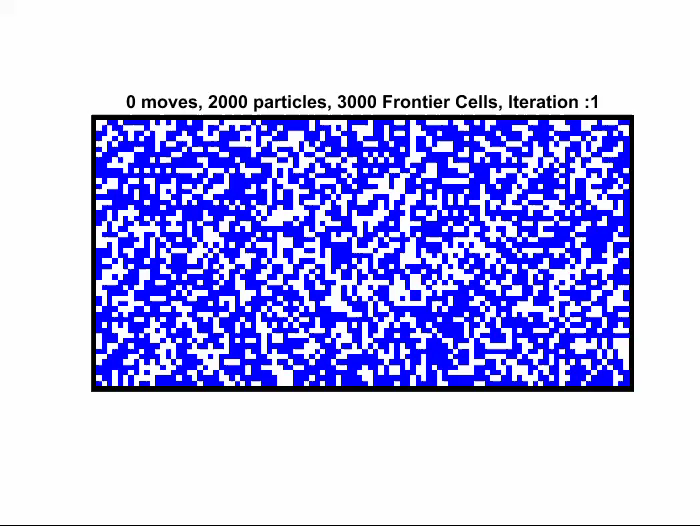 0 moves, 2000 particles, 3000 Frontier Cells, Iteration :1